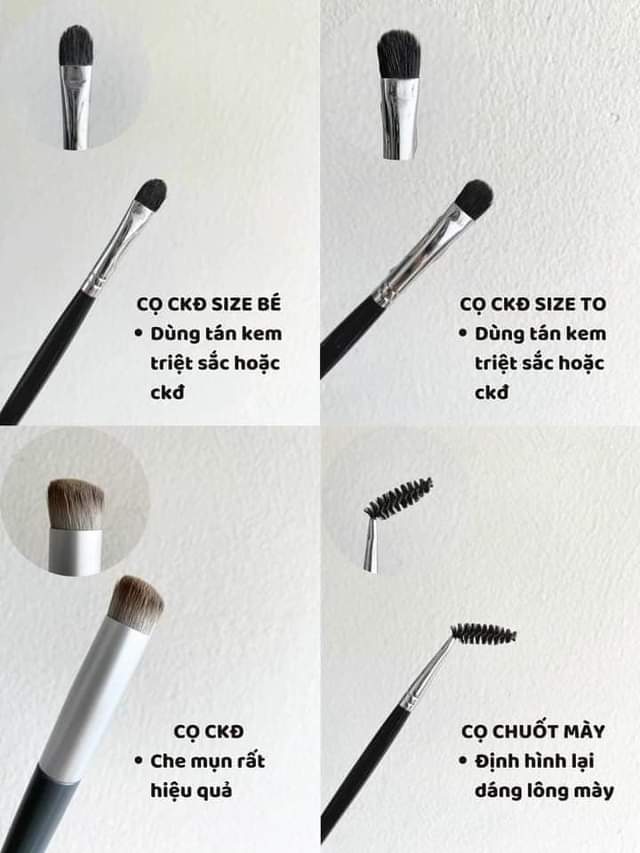 CỌ CKĐ SIZE BÉ
• Dùng tán kem
triệt sắc hoặc
ckđ
CỌ CKĐ SIZE TO
• Dùng tán kem
triệt sắc hoặc
ckđ
CỌ CKĐ
• Che mụn rất
hiệu quả
CỌ CHUỐT MÀY
• Định hình lại
dáng lông mày